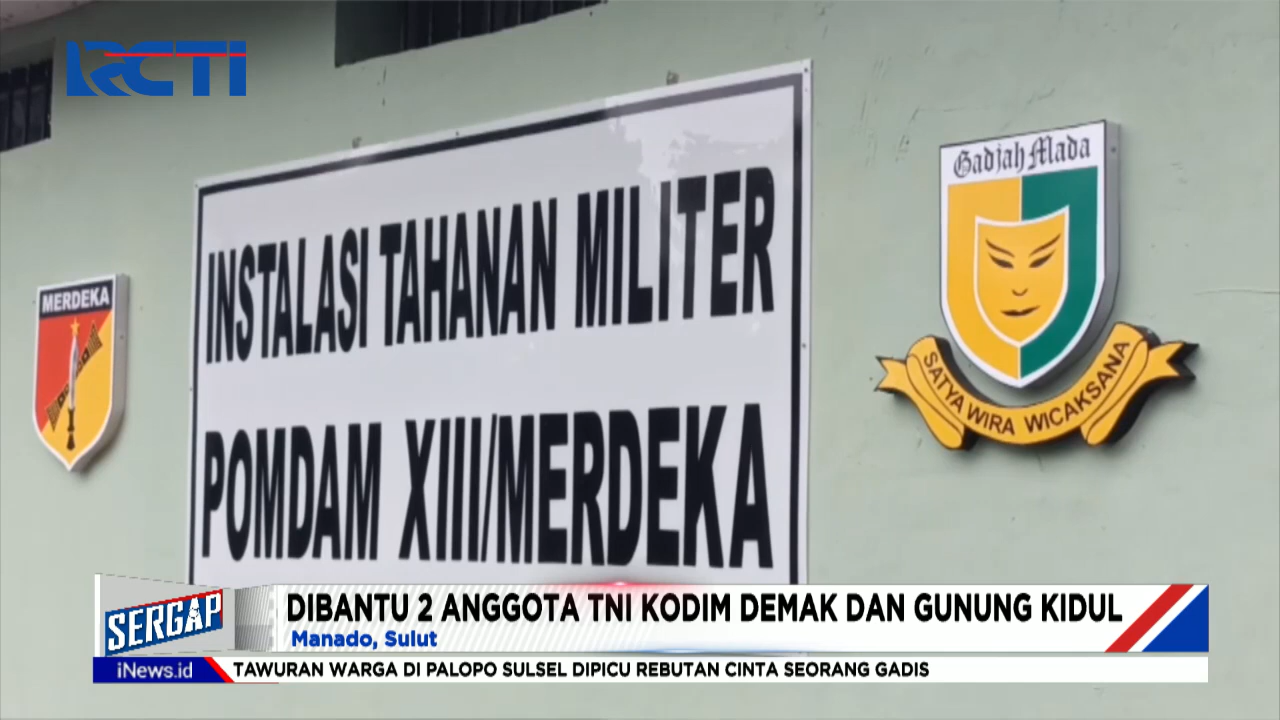 RCTI
INSTALASI TAHANAN MILITER
POMDAM XIII/MERDEKA
MERDEKA
Gadjah Mada
SATYA WIRA WICAKSANA
SERGAP
DIBANTU 2 ANGGOTA TNI KODIM DEMAK DAN GUNUNG KIDUL
Manado, Sulut
iNews.id
TAWURAN WARGA DI PALOPO SULSEL DIPICU REBUTAN CINTA SEORANG GADIS